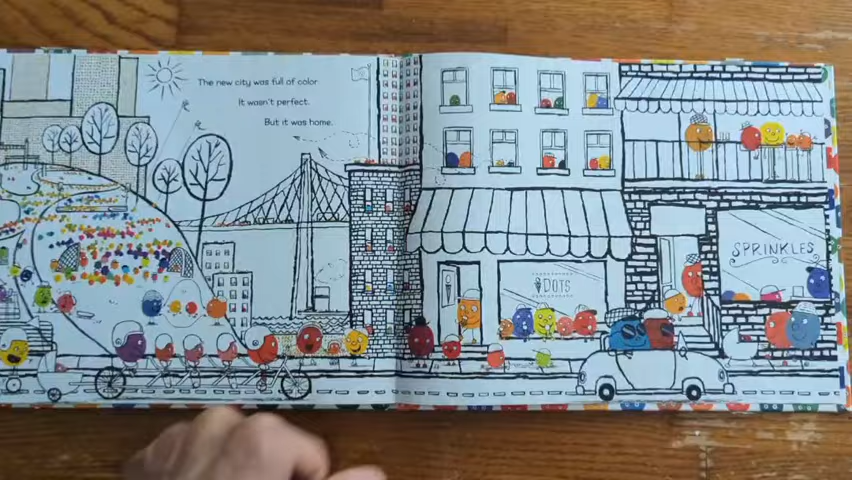 The new city was full of color
It wasn't perfect.
But it was home.
DOTS
SPRINKLES